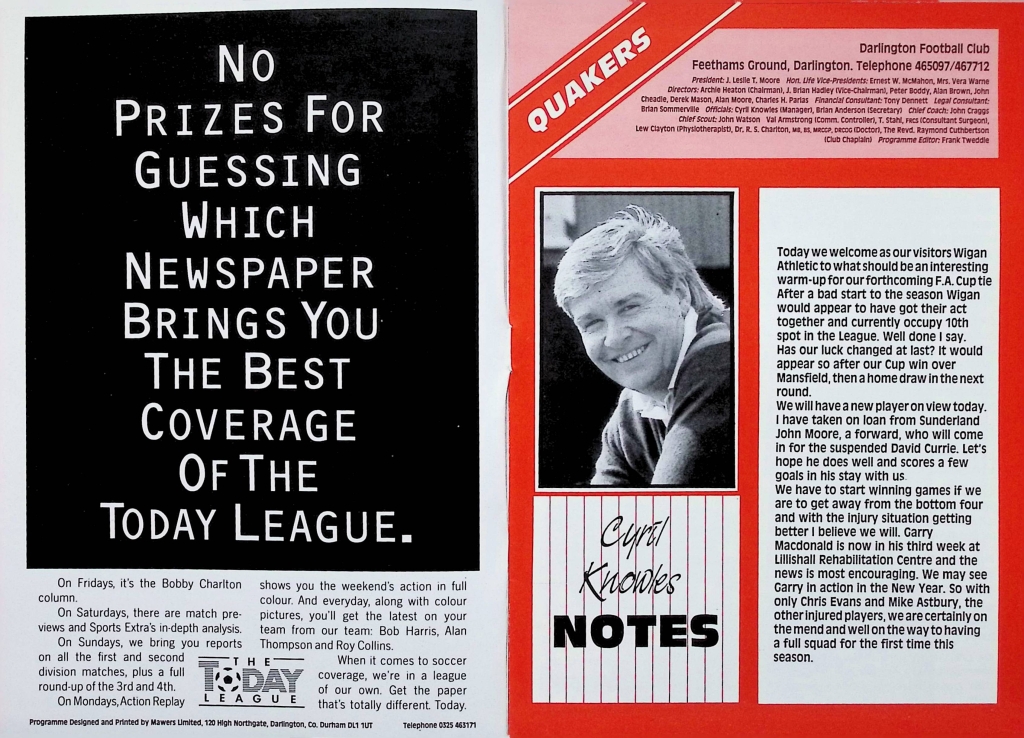 NO
PRIZES FOR
GUESSING
WHICH
NEWSPAPER
BRINGS YOU
THE BEST
COVERAGE
OF THE
TODAY LEAGUE.
On Fridays, it's the Bobby Charlton
column.
On Saturdays, there are match pre-
views and Sports Extra's in-depth analysis.
On Sundays, we bring you reports
on all the first and second
division matches, plus a full
round-up of the 3rd and 4th.
On Mondays, Action Replay
shows you the weekend's action in full
colour. And everyday, along with colour
pictures, you'll get the latest on your
team from our team: Bob Harris, Alan
Thompson and Roy Collins.
When it comes to soccer
coverage, we're in a league
of our own. Get the paper
that's totally different. Today.
THE
TODAY
LEAGUE
Programme Designed and Printed by Mawers Limited, 120 High Northgate, Darlington, Co. Durham DL1 1UT Telephone 0325 463171
QUAKERS
Darlington Football Club
Feethams Ground, Darlington. Telephone 465097/467712
President: J. Leslie T. Moore Hon. Life Vice-Presidents: Ernest W. McMahon, Mrs. Vera Warne
Directors: Archie Heaton (Chairman), J. Brian Hadley (Vice-Chairman), Peter Boddy, Alan Brown, John
Cheadle, Derek Mason, Alan Moore, Charles H. Parias Financial Consultant: Tony Dennett Legal Consultant:
Brian Sommerville Officials: Cyril Knowles (Manager), Brian Anderson (Secretary) Chief Coach: John Craggs
Chief Scout: John Watson Val Armstrong (Comm. Controller), T. Stahl, FRCS (Consultant Surgeon),
Lew Clayton (Physiotherapist), Dr. R. S. Charlton, MB, BS, MRCGP, DRCOG (Doctor), The Revd. Raymond Cuthbertson
(Club Chaplain) Programme Editor: Frank Tweddle
Cyril
Knowles
NOTES
Today we welcome as our visitors Wigan
Athletic to what should be an interesting
warm-up for our forthcoming F.A. Cup tie
After a bad start to the season Wigan
would appear to have got their act
together and currently occupy 10th
spot in the League. Well done I say.
Has our luck changed at last? It would
appear so after our Cup win over
Mansfield, then a home draw in the next
round.
We will have a new player on view today.
I have taken on loan from Sunderland
John Moore, a forward, who will come
in for the suspended David Currie. Let's
hope he does well and scores a few
goals in his stay with us.
We have to start winning games if we
are to get away from the bottom four
and with the injury situation getting
better I believe we will. Garry
Macdonald is now in his third week at
Lillishall Rehabilitation Centre and the
news is most encouraging. We may see
Garry in action in the New Year. So with
only Chris Evans and Mike Astbury, the
other injured players, we are certainly on
the mend and well on the way to having
a full squad for the first time this
season.